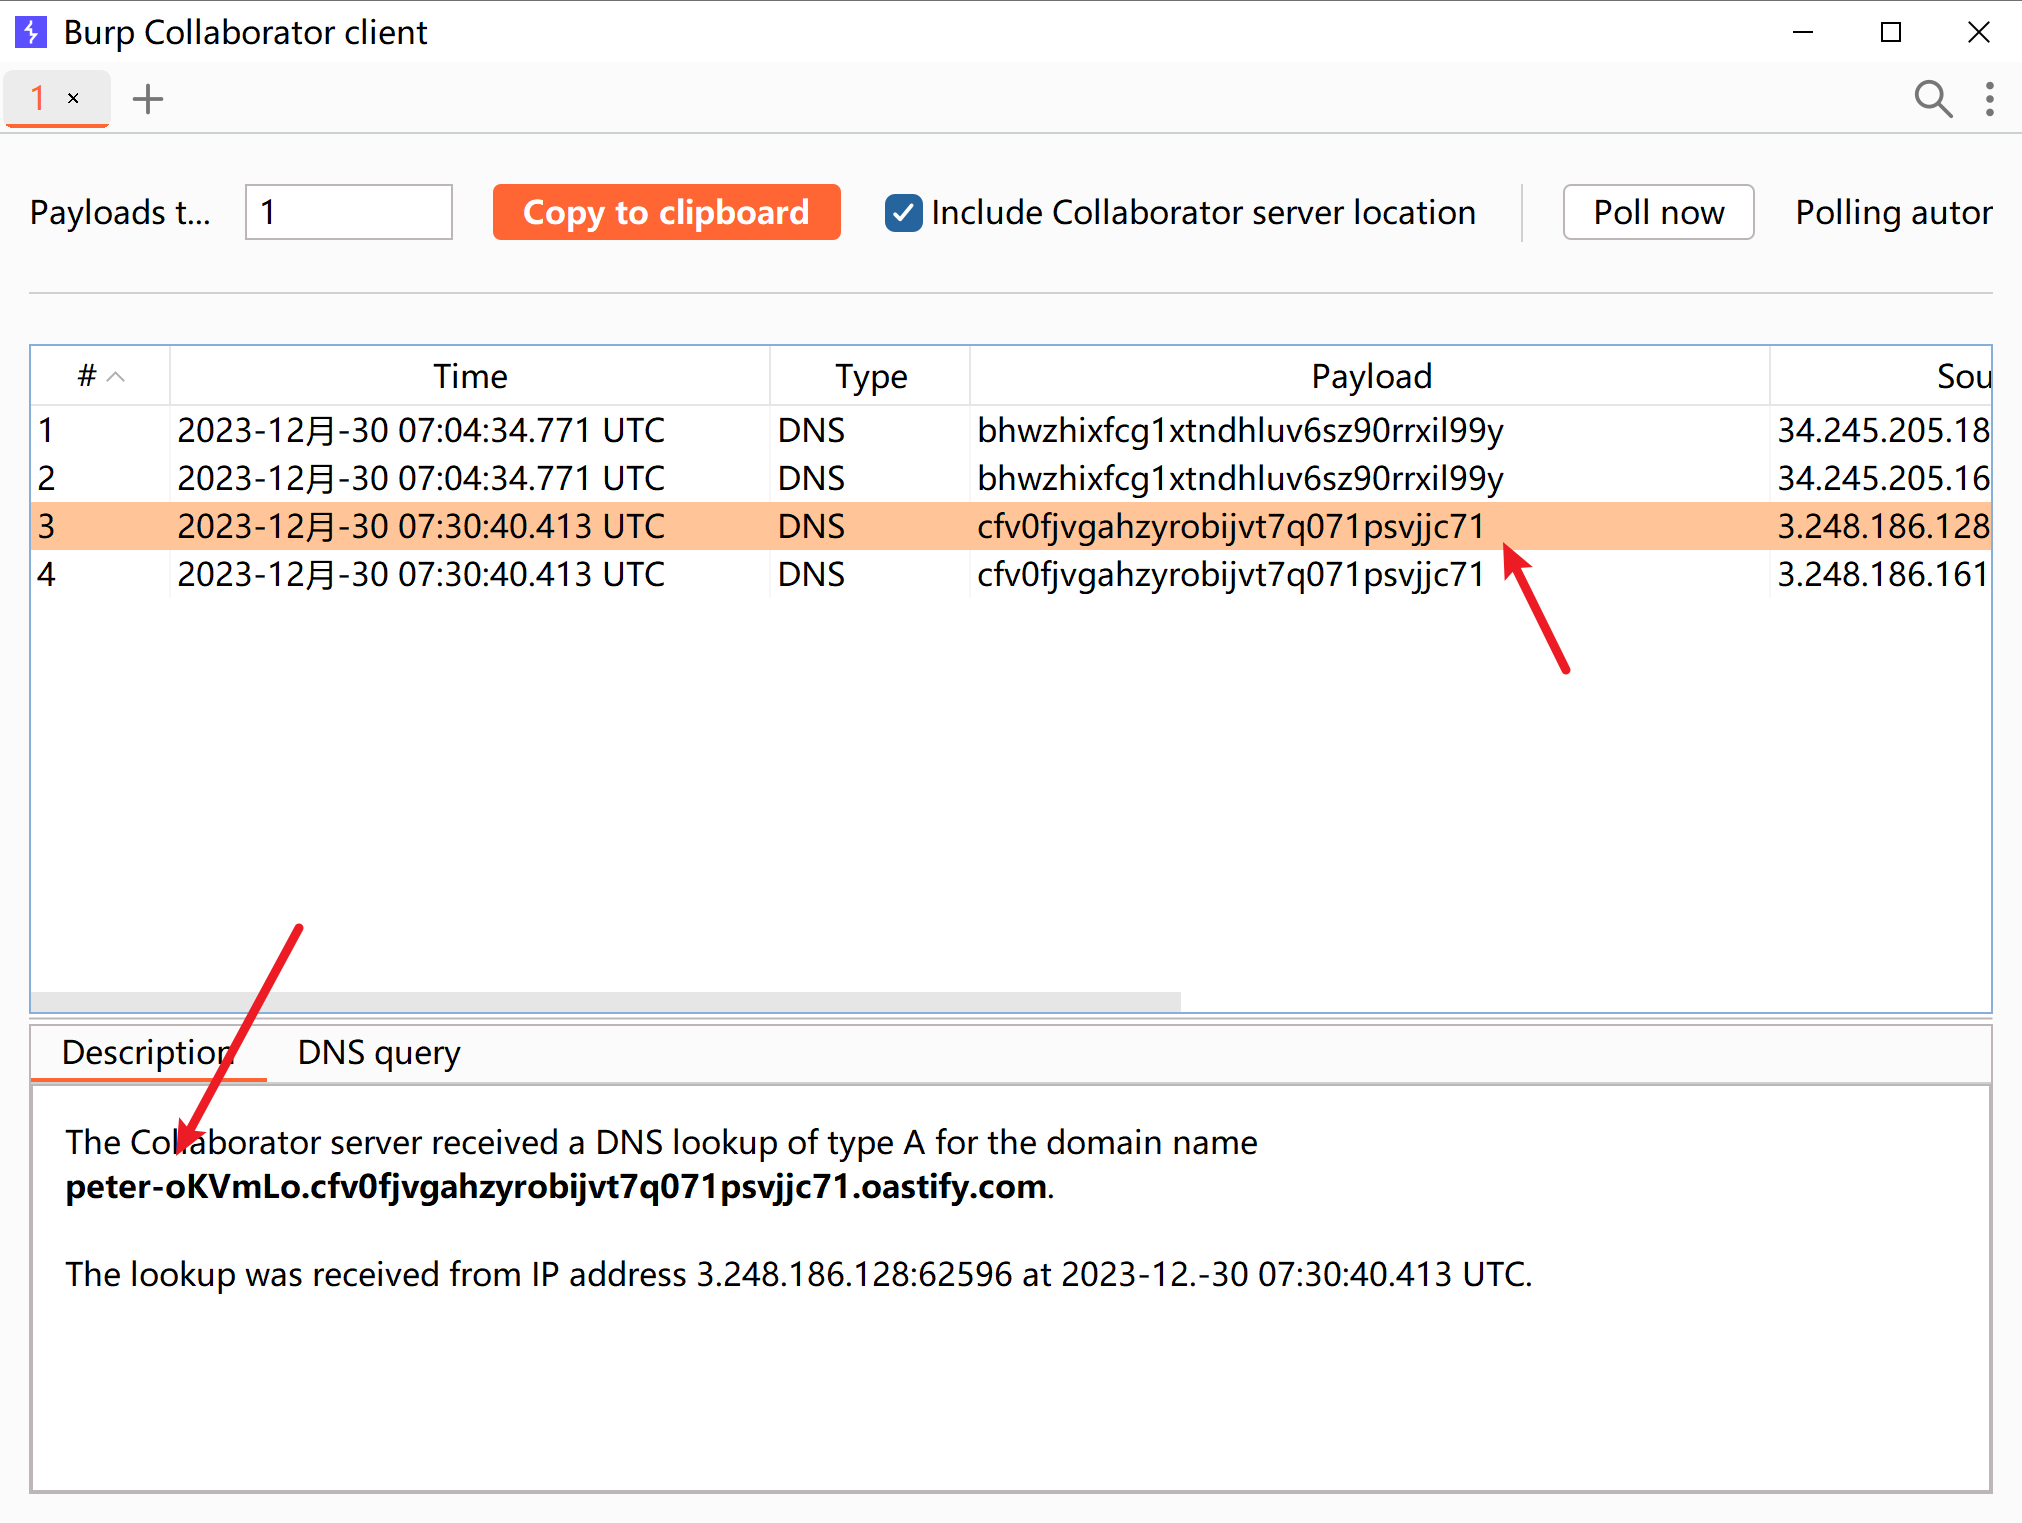 Burp Collaborator client
1 ×
Payloads t... 1 Copy to clipboard Include Collaborator server location Poll now Polling autor
# Time Type Payload Sou
1 2023-12月-30 07:04:34.771 UTC DNS bhwzhixfcg1xtndhluv6sz90rrxil99y 34.245.205.18
2 2023-12月-30 07:04:34.771 UTC DNS bhwzhixfcg1xtndhluv6sz90rrxil99y 34.245.205.16
3 2023-12月-30 07:30:40.413 UTC DNS cfv0fjvgahzyrobijvt7q071psvjjc71 3.248.186.128
4 2023-12月-30 07:30:40.413 UTC DNS cfv0fjvgahzyrobijvt7q071psvjjc71 3.248.186.161
Description DNS query
The Collaborator server received a DNS lookup of type A for the domain name
peter-oKVmLo.cfv0fjvgahzyrobijvt7q071psvjjc71.oastify.com.
The lookup was received from IP address 3.248.186.128:62596 at 2023-12.-30 07:30:40.413 UTC.